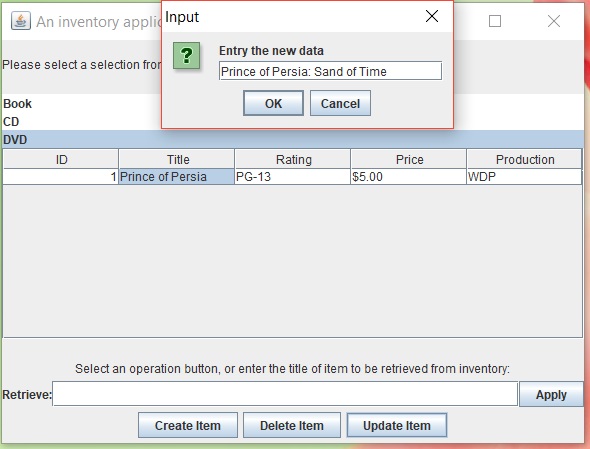 Input
An inventory applic
Entry the new data
?
Prince of Persia: Sand of Time
Please select a selection fror
OK Cancel
Book
CD
DVD
ID Title Rating Price Production
1 Prince of Persia PG-13 $5.00 WDP
Select an operation button, or enter the title of item to be retrieved from inventory:
Retrieve: Apply
Create Item Delete Item Update Item